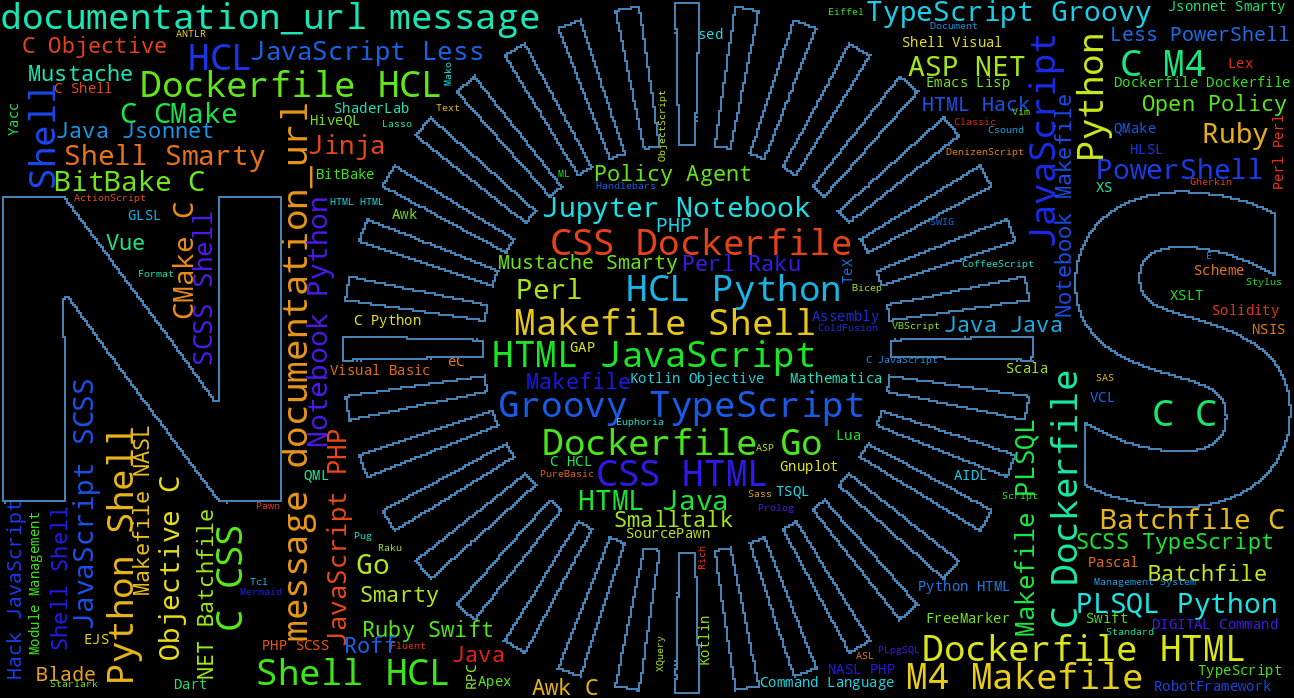 documentation_url message
sed
Eiffel
TypeScript Groovy
Jsonnet Smarty
Document
ANTLR
C Objective
HCL
JavaScript Less
Shell Visual
Less PowerShell
Mustache
C Shell
Dockerfile HCL
Mako
ASP NET
C M4
Lex
Python
JavaScript
Emacs Lisp
Dockerfile Dockerfile
Yacc
Shell
C CMake
ShaderLab
Text
HiveQL
Lasso
HTML Hack
Vim
Open Policy
Java Jsonnet
Classic
Csound
QMake
Ruby
Perl Perl
Shell Smarty
Jinja
ObjectScript
DenizenScript
HLSL
Notebook Makefile
BitBake C
BitBake
ML
Policy Agent
Handlebars
PowerShell
XS
Gherkin
ActionScript
HTML HTML
GLSL
CMake C
SCSS Shell
message documentation_url
Notebook Python
Awk
Jupyter Notebook
PHP
SWIG
Vue
CSS Dockerfile
E
Format
Mustache Smarty
Perl Raku
Tex
CoffeeScript
Scheme
Stylus
Perl
HCL Python
Bicep
XSLT
C Python
Makefile Shell
Assembly
ColdFusion
VBScript
Java Java
Solidity
NSIS
HTML JavaScript
GAP
eC
C JavaScript
Visual Basic
Makefile
Kotlin Objective
Mathematica
Scala
SAS
VCL
JavaScript SCSS
Groovy TypeScript
C C
Euphoria
Dockerfile Go
ASP
Lua
C HCL
PureBasic
CSS HTML
Gnuplot
QML
AIDL
HTML Java
Sass
TSQL
Prolog
Script
Makefile PLSQL
C Dockerfile
Smalltalk
SourcePawn
Pawn
Batchfile C
Hack JavaScript
Module Management
Shell Shell
Python Shell
Makefile NASL
Objective C
NET Batchfile
C CSS
JavaScript PHP
Pug
Raku
Go
Rich
SCSS TypeScript
Pascal
Batchfile
Tcl
Mermaid
Smarty
Python HTML
Management System
PLSQL Python
FreeMarker
Swift
DIGITAL Command
Standard
EJS
Ruby Swift
PHP SCSS
Roff
Fluent
Java
XQuery
Kotlin
ASL
PLpgSQL
Dockerfile HTML
Blade
Starlark
Dart
Shell HCL
RPC
Apex
Awk C
NASL PHP
Command Language
M4 Makefile
TypeScript
RobotFramework